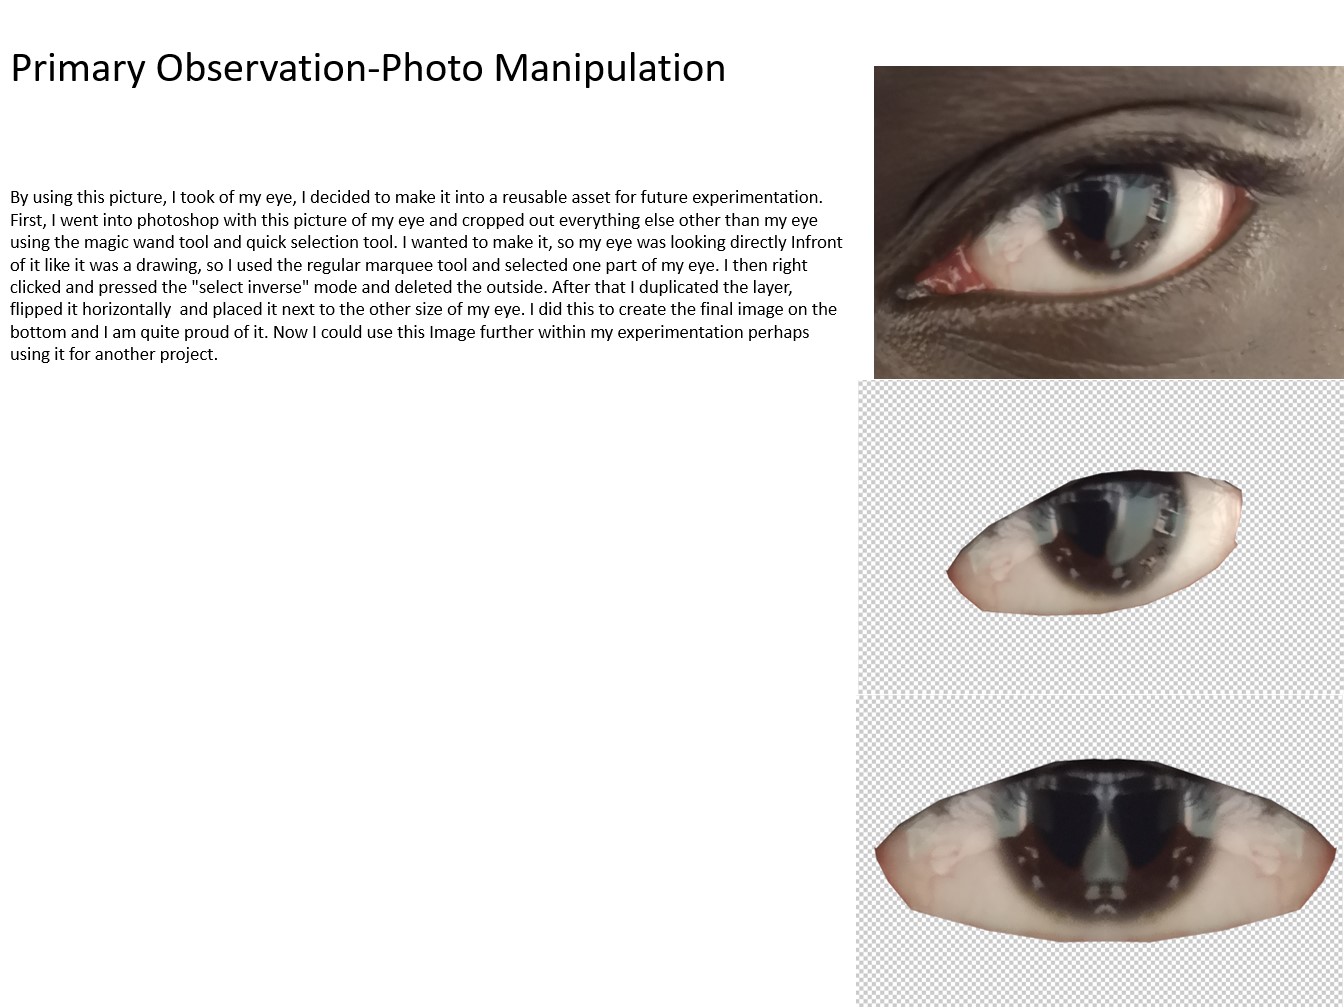 Primary Observation-Photo Manipulation
By using this picture, I took of my eye, I decided to make it into a reusable asset for future experimentation.
First, I went into photoshop with this picture of my eye and cropped out everything else other than my eye
using the magic wand tool and quick selection tool. I wanted to make it, so my eye was looking directly Infront
of it like it was a drawing, so I used the regular marquee tool and selected one part of my eye. I then right
clicked and pressed the "select inverse" mode and deleted the outside. After that I duplicated the layer,
flipped it horizontally  and placed it next to the other size of my eye. I did this to create the final image on the
bottom and I am quite proud of it. Now I could use this Image further within my experimentation perhaps
using it for another project.